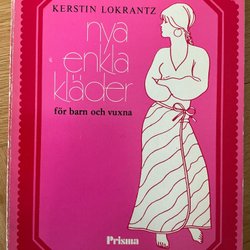 KERSTIN LOKRANTZ
nya
enkla
kläder
för barn och vuxna
Prisma